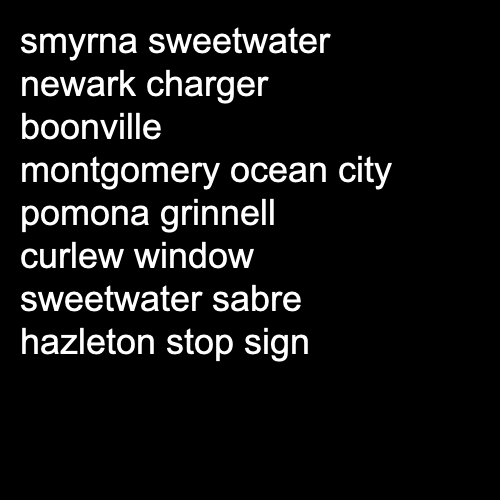 smyrna sweetwater
newark charger
boonville
montgomery ocean city
pomona grinnell
curlew window
sweetwater sabre
hazleton stop sign